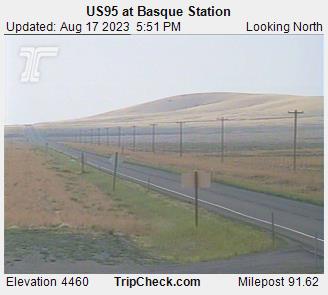 US95 at Basque Station
Updated: Aug 17 2023 5:51 PM Looking North
Elevation 4460 TripCheck.com Milepost 91.62